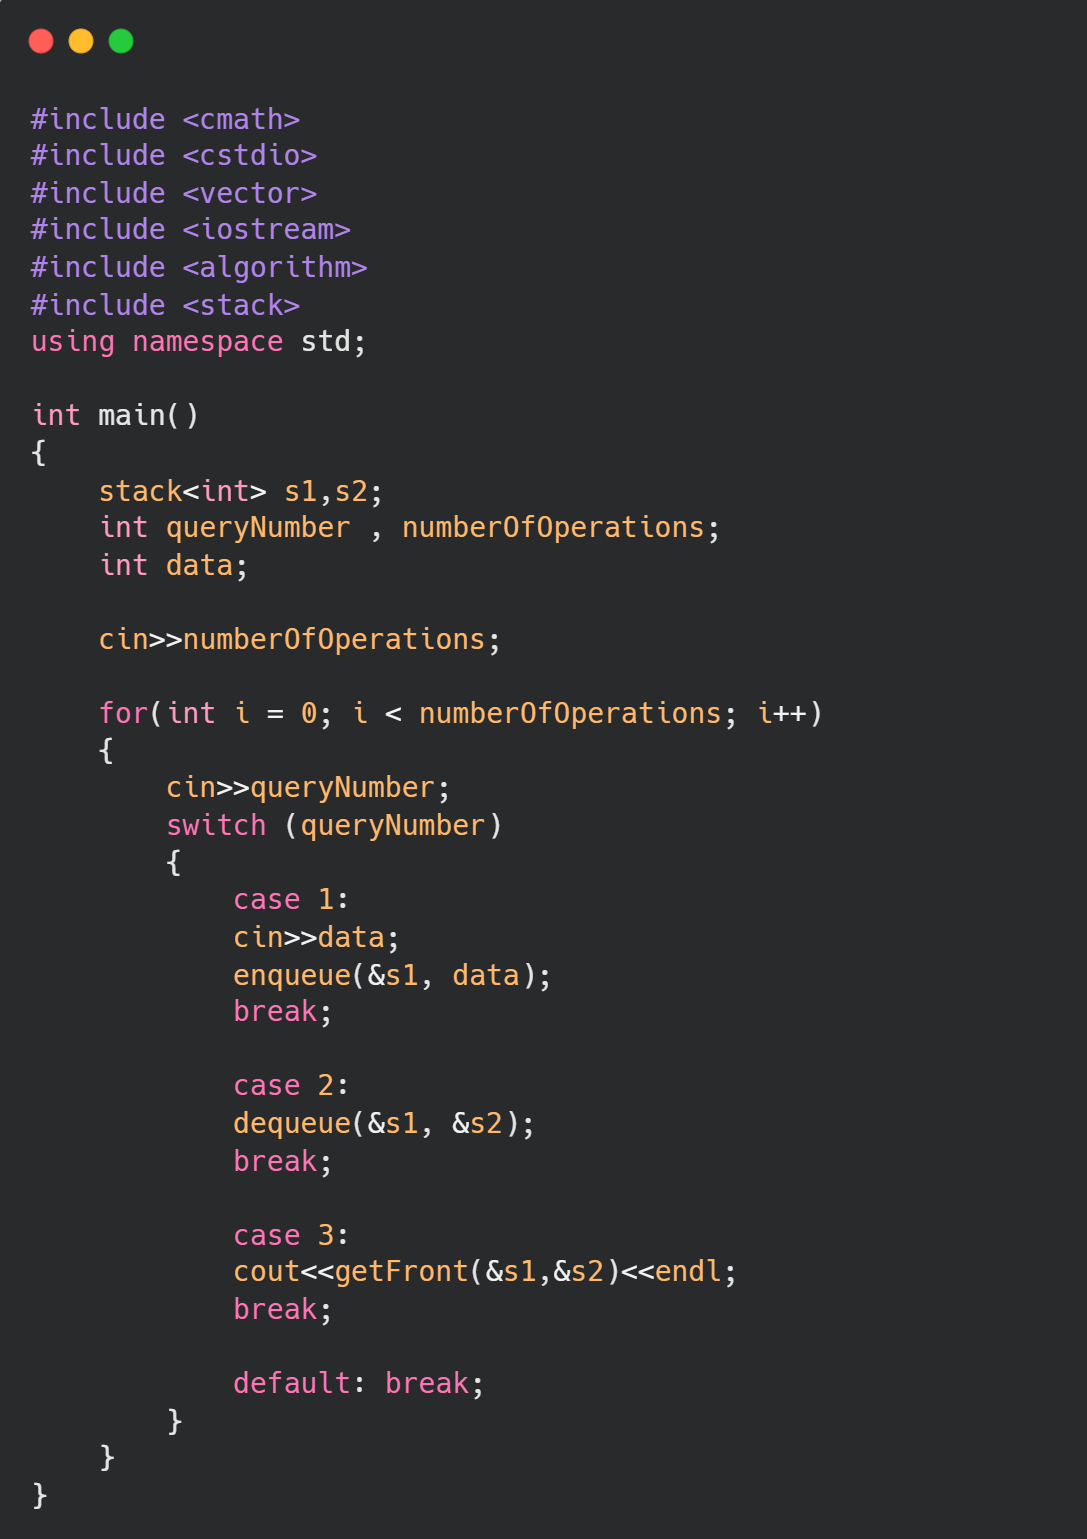 #include <cmath>
#include <cstdio>
#include <vector>
#include <iostream>
#include <algorithm>
#include <stack>
using namespace std;

int main()
{
    stack<int> s1,s2;
    int queryNumber , numberOfOperations;
    int data;

    cin>>numberOfOperations;

    for(int i = 0; i < numberOfOperations; i++)
    {
        cin>>queryNumber;
        switch (queryNumber)
        {
            case 1:
            cin>>data;
            enqueue(&s1, data);
            break;

            case 2:
            dequeue(&s1, &s2);
            break;

            case 3:
            cout<<getFront(&s1,&s2)<<endl;
            break;

            default: break;
        }
    }
}